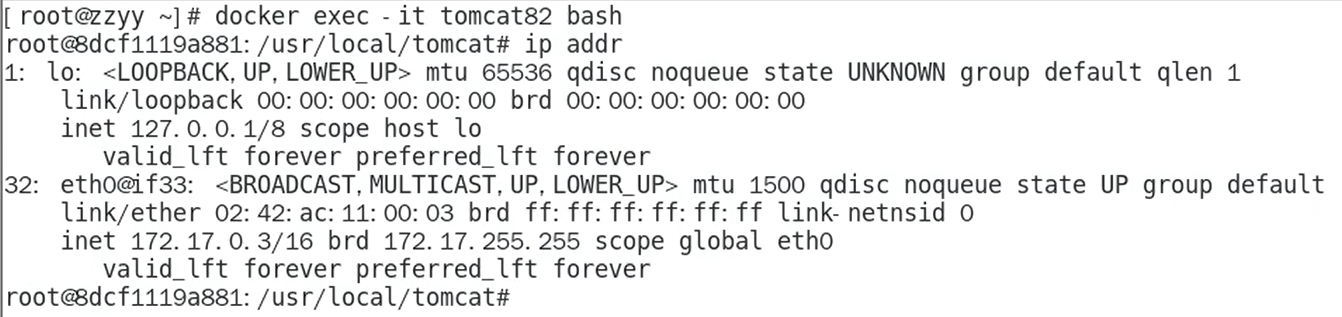 [root@zzyy ~]# docker exec -it tomcat82 bash
root@8dcf1119a881:/usr/local/tomcat# ip addr
1: lo: <LOOPBACK,UP,LOWER_UP> mtu 65536 qdisc noqueue state UNKNOWN group default qlen 1
    link/loopback 00:00:00:00:00:00 brd 00:00:00:00:00:00
    inet 127.0.0.1/8 scope host lo
       valid_lft forever preferred_lft forever
32: eth0@if33: <BROADCAST,MULTICAST,UP,LOWER_UP> mtu 1500 qdisc noqueue state UP group default
    link/ether 02:42:ac:11:00:03 brd ff:ff:ff:ff:ff:ff link-netnsid 0
    inet 172.17.0.3/16 brd 172.17.255.255 scope global eth0
       valid_lft forever preferred_lft forever
root@8dcf1119a881:/usr/local/tomcat#